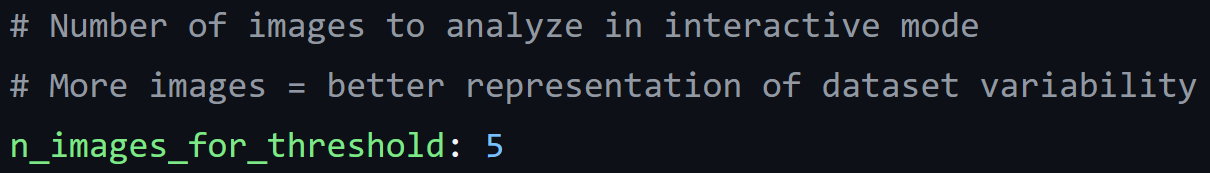 # Number of images to analyze in interactive mode
# More images = better representation of dataset variability
n_images_for_threshold: 5